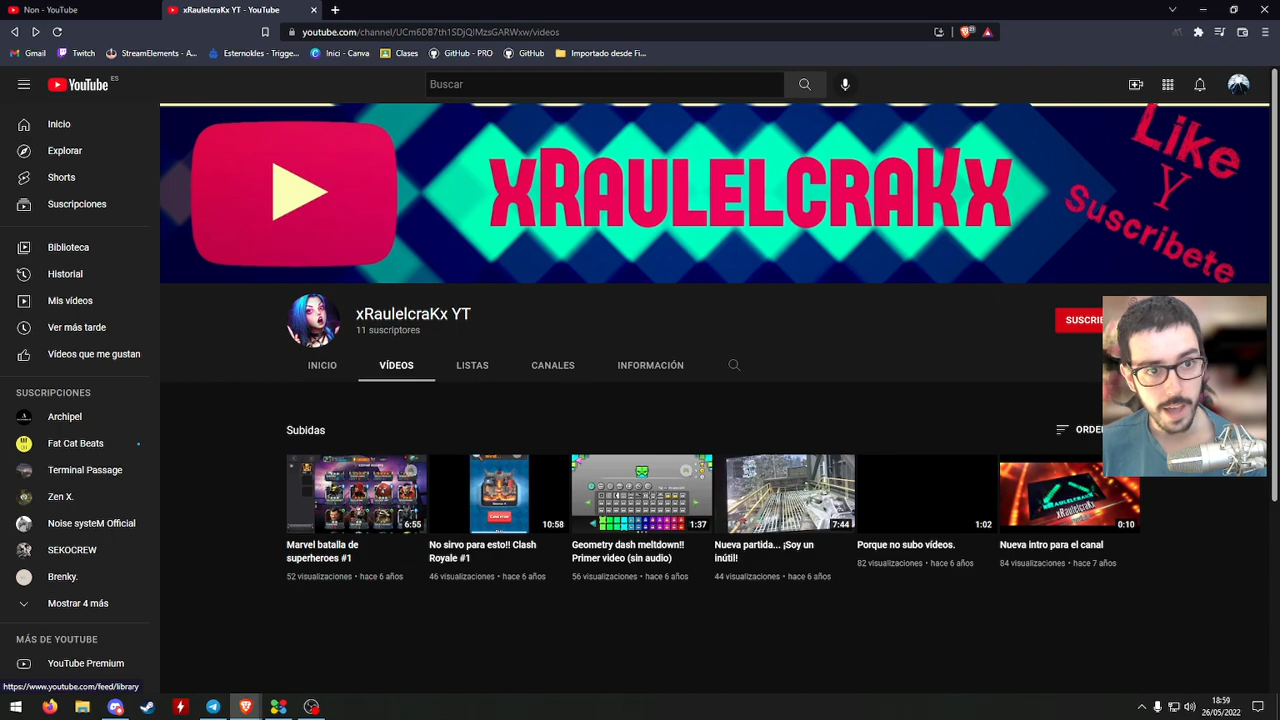 Non - YouTube
xRaulelcraKx YT - YouTube
youtube.com/channel/UCm6D87th1SDjQIMzsGARWxw/videos
Gmail
Twitch
StreamElements - A...
Esternokles - Trigge...
Inici - Canva
Clases
GitHub - PRO
GitHub
Importado desde Fi...
YouTube
ES
Buscar
Inicio
Explorar
Shorts
Suscripciones
Biblioteca
Historial
Mis vídeos
Ver más tarde
Vídeos que me gustan
SUSCRIPCIONES
Archipel
Fat Cat Beats
Terminal Passage
Zen X.
Noise systeM Official
SEKOCREW
Brenky.
Mostrar 4 más
MÁS DE YOUTUBE
YouTube Premium
https://www.youtube.com/feed/library
xRaulelcraKx
Like
Y
Suscribete
xRaulelcraKx YT
11 suscriptores
SUSCRIB
INICIO
VÍDEOS
LISTAS
CANALES
INFORMACIÓN
Subidas
ORDE
6:55
Marvel batalla de
superheroes #1
52 visualizaciones • hace 6 años
10:58
No sirvo para esto!! Clash
Royale #1
46 visualizaciones • hace 6 años
1:37
Geometry dash meltdown!!
Primer video (sin audio)
56 visualizaciones • hace 6 años
7:44
Nueva partida... ¡Soy un
inútil!
44 visualizaciones • hace 6 años
1:02
Porque no subo vídeos.
82 visualizaciones • hace 6 años
0:10
Nueva intro para el canal
84 visualizaciones • hace 7 años
18:59
26/05/2022